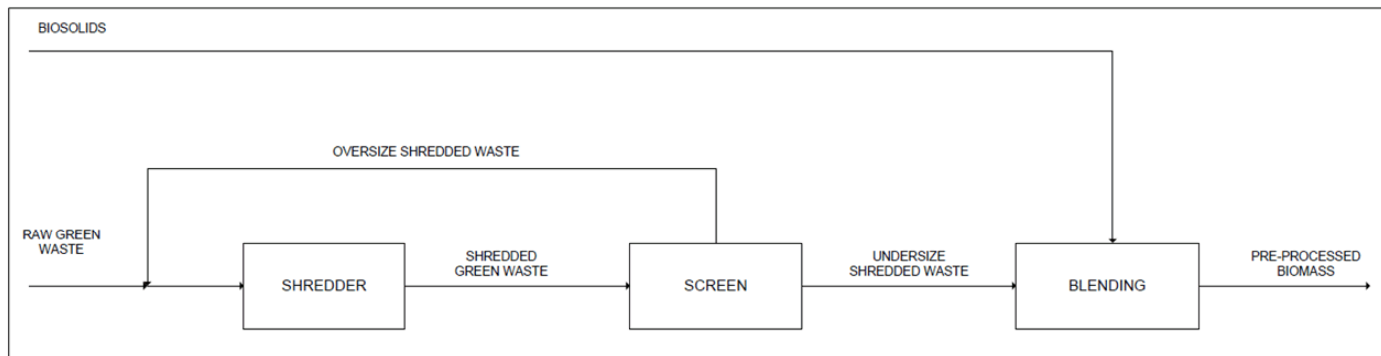 BIOSOLIDS
OVERSIZE SHREDDED WASTE
RAW GREEN
WASTE
SHREDDER
SHREDDED
GREEN WASTE
SCREEN
UNDERSIZE
SHREDDED WASTE
BLENDING
PRE-PROCESSED
BIOMASS